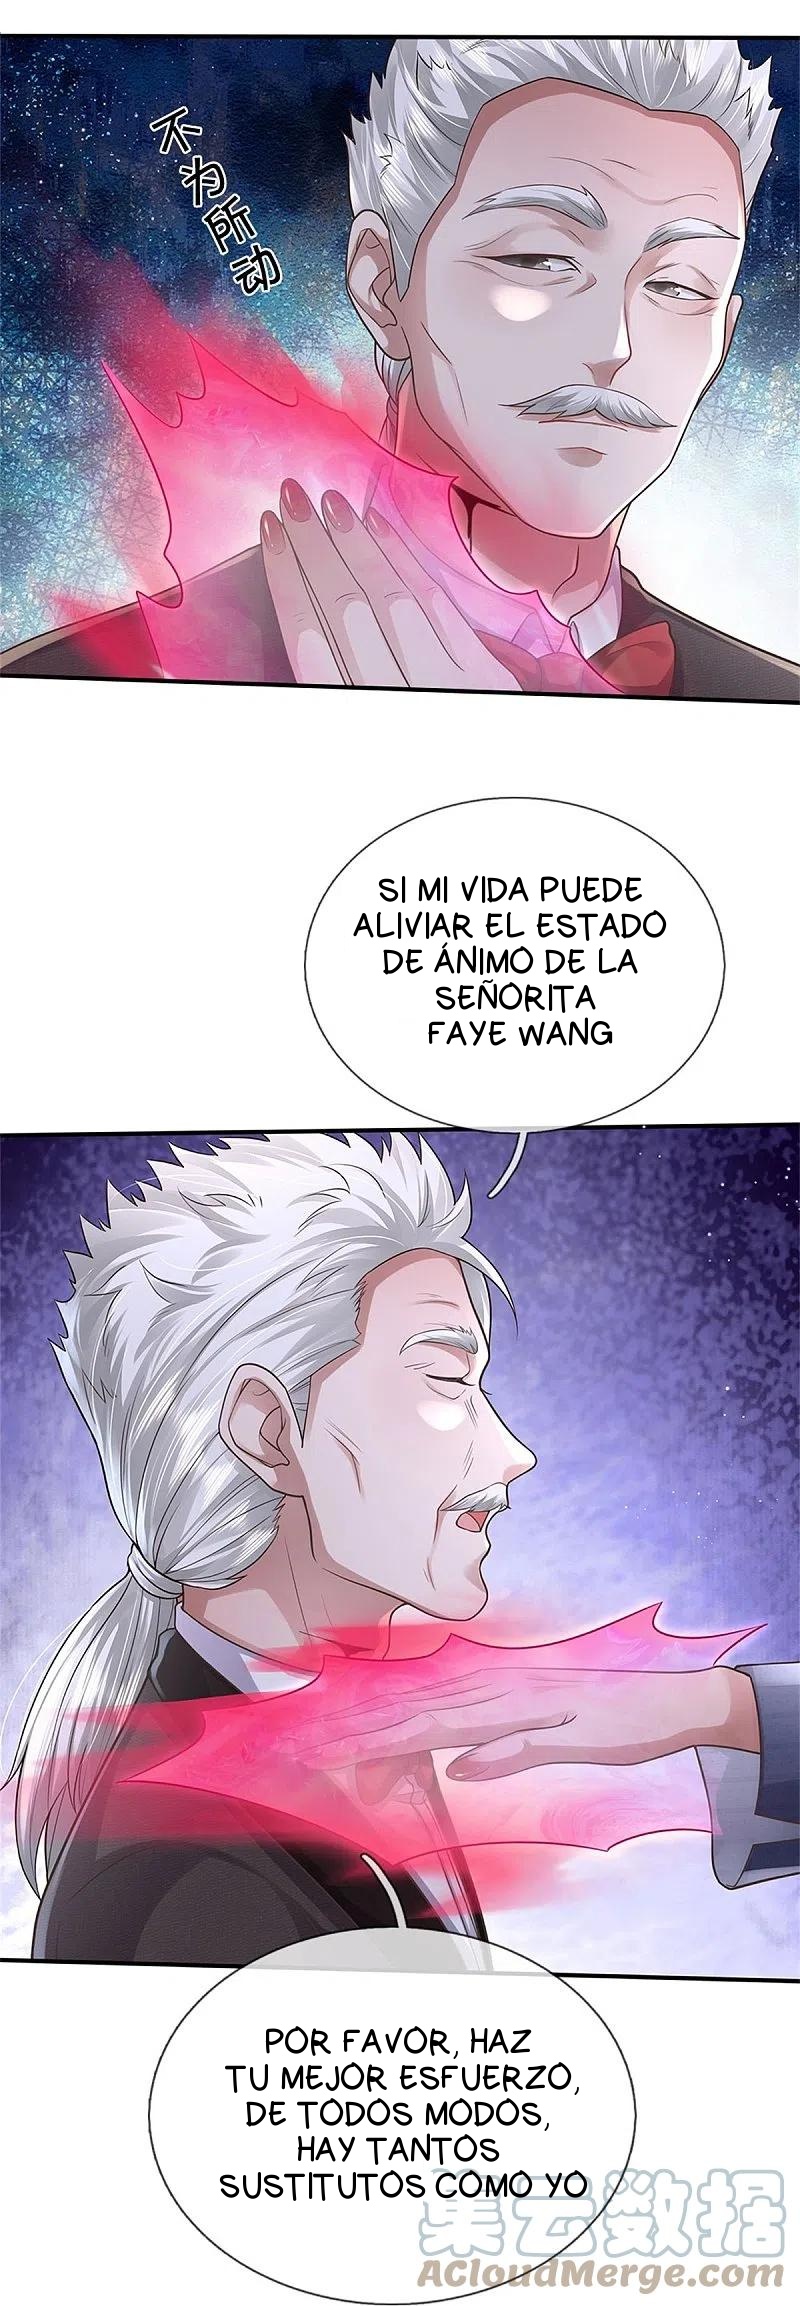 不为所动
SI MI VIDA PUEDE
ALIVIAR EL ESTADO
DE ÁNIMO DE LA
SEÑORITA
FAYE WANG
POR FAVOR, HAZ
TU MEJOR ESFUERZO,
DE TODOS MODOS,
HAY TANTOS
SUSTITUTOS COMO YO
集云数据
ACloudMerge.com